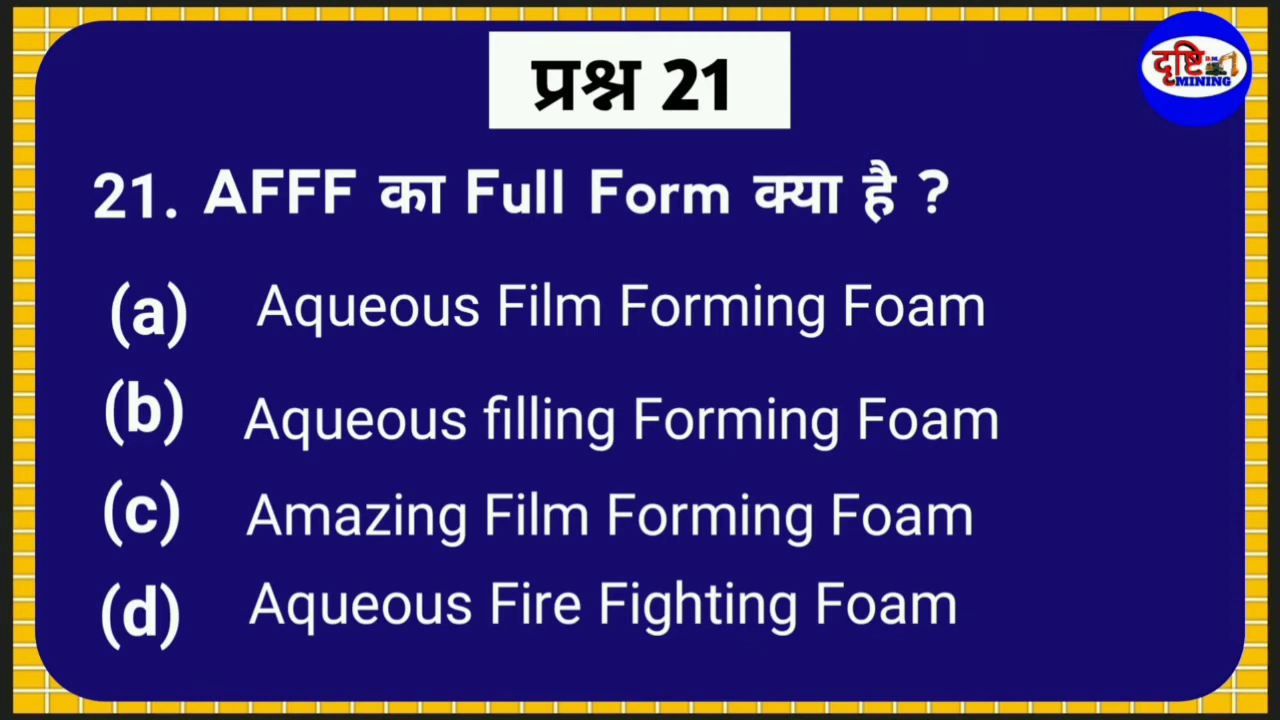 प्रश्न 21
दृष्टि D.M.
MINING
21. AFFF का Full Form क्या है ?
(a) Aqueous Film Forming Foam
(b) Aqueous filling Forming Foam
(c) Amazing Film Forming Foam
(d) Aqueous Fire Fighting Foam